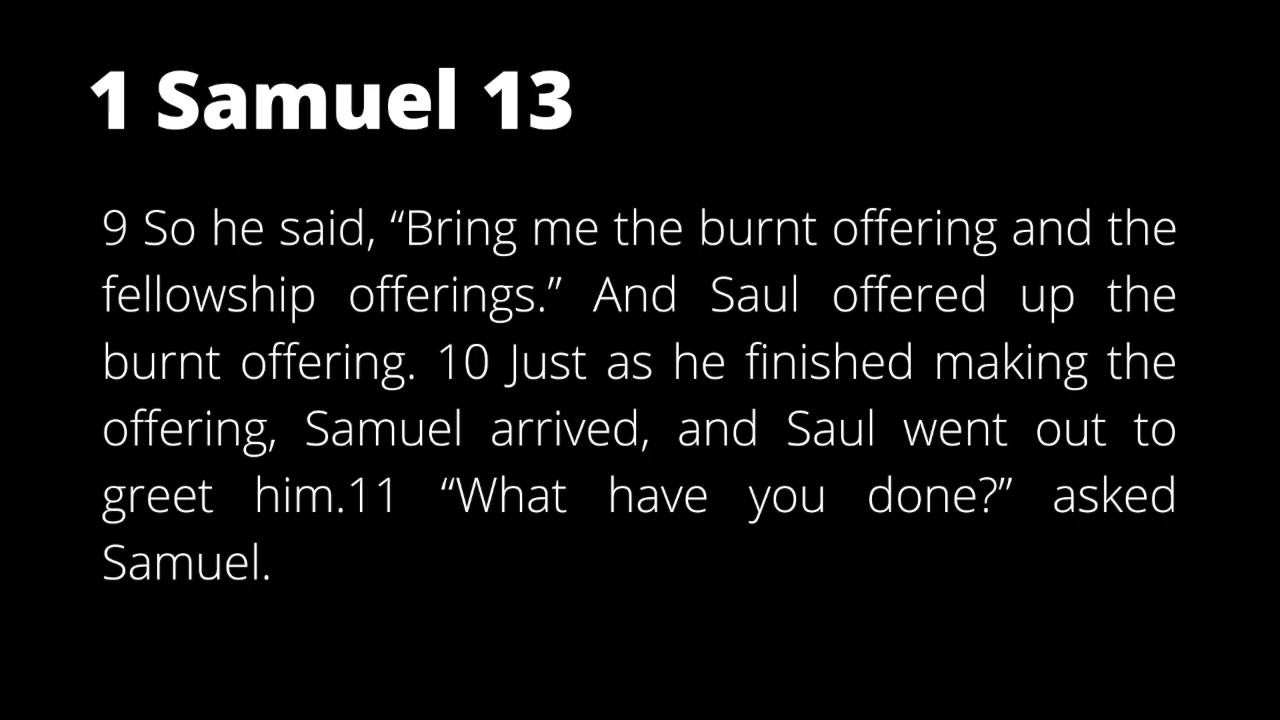 1 Samuel 13
9 So he said, “Bring me the burnt offering and the
fellowship offerings.” And Saul offered up the
burnt offering. 10 Just as he finished making the
offering, Samuel arrived, and Saul went out to
greet him.11 “What have you done?” asked
Samuel.